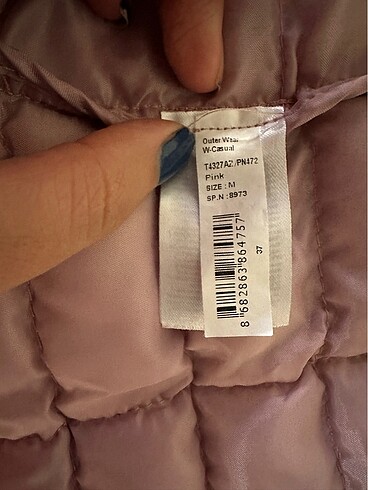 Outer Wear
W-Casual
T4327AZ/PN472
Pink
SIZE : M
SP.N : 8973
37
8 682863 864757